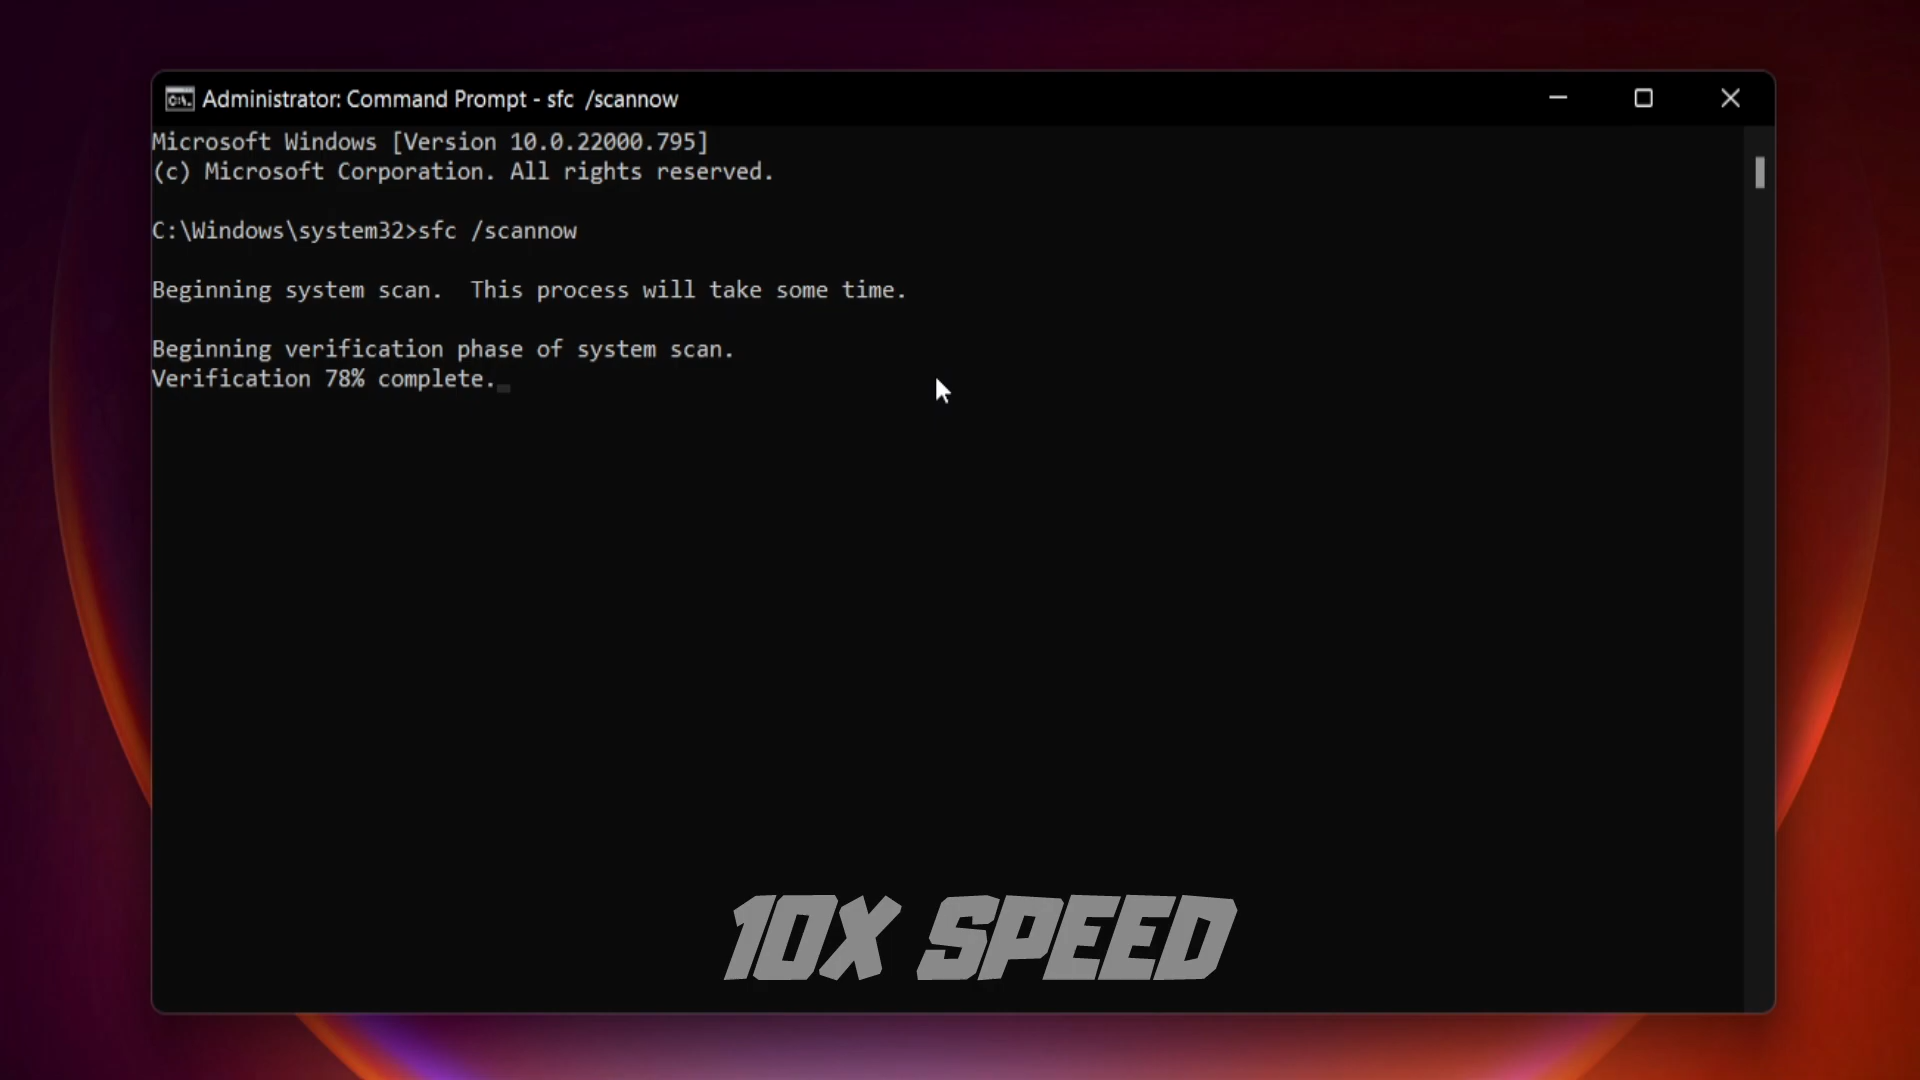 Administrator: Command Prompt - sfc  /scannow
Microsoft Windows [Version 10.0.22000.795]
(c) Microsoft Corporation. All rights reserved.
C:\Windows\system32>sfc /scannow
Beginning system scan.  This process will take some time.
Beginning verification phase of system scan.
Verification 78% complete.
10X SPEED